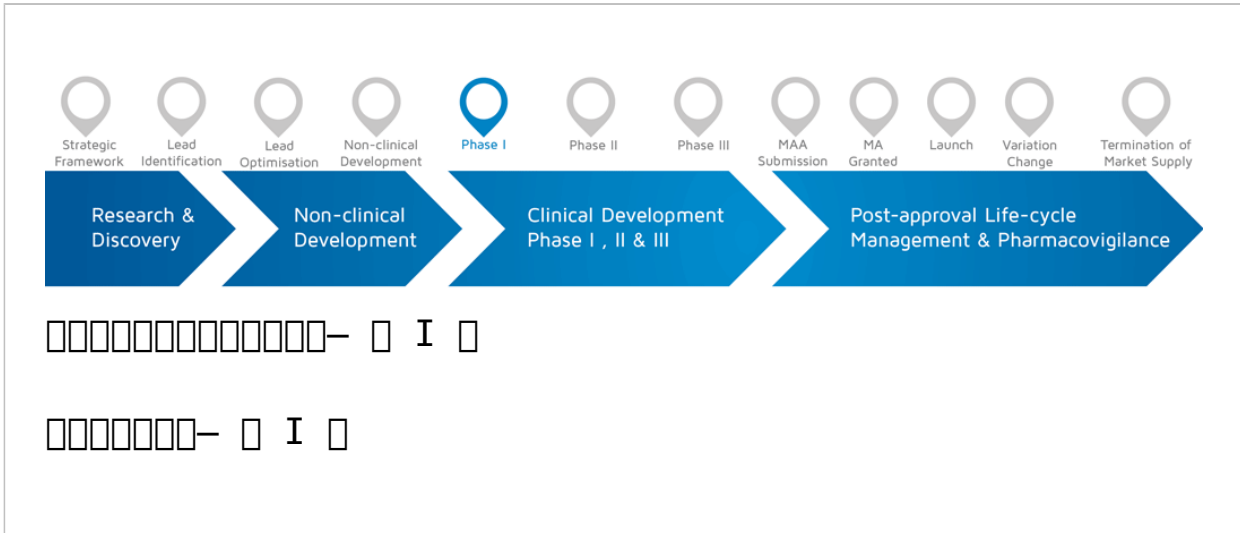 Strategic Framework
Lead Identification
Lead Optimisation
Non-clinical Development
Phase I
Phase II
Phase III
MAA Submission
MA Granted
Launch
Variation Change
Termination of Market Supply
Research & Discovery
Non-clinical Development
Clinical Development
Phase I , II & III
Post-approval Life-cycle
Management & Pharmacovigilance
– I
– I